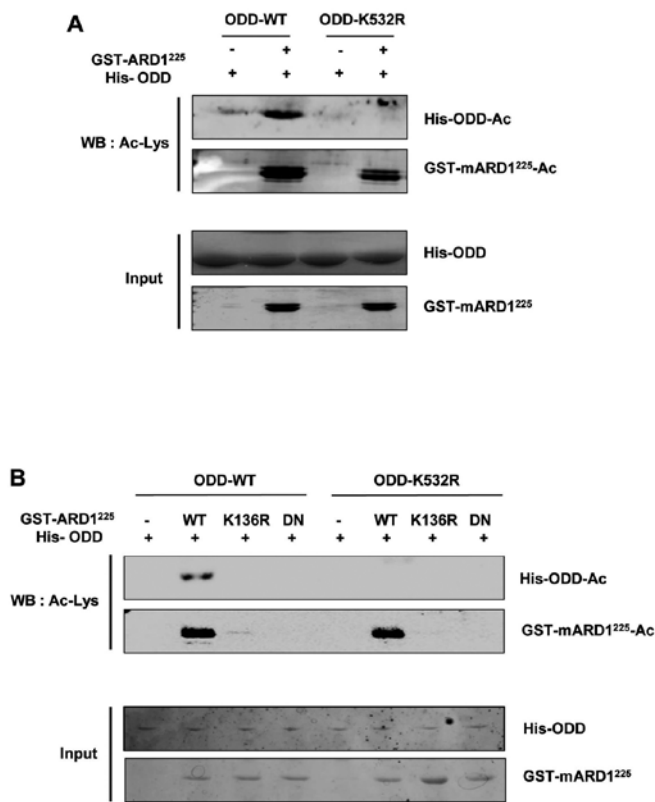 A
ODD-WT ODD-K532R
GST-ARD1²²⁵ - + - +
His- ODD + + + +
WB : Ac-Lys
His-ODD-Ac
GST-mARD1²²⁵-Ac
Input
His-ODD
GST-mARD1²²⁵
B
ODD-WT ODD-K532R
GST-ARD1²²⁵ - WT K136R DN - WT K136R DN
His- ODD + + + + + + + +
WB : Ac-Lys
His-ODD-Ac
GST-mARD1²²⁵-Ac
Input
His-ODD
GST-mARD1²²⁵